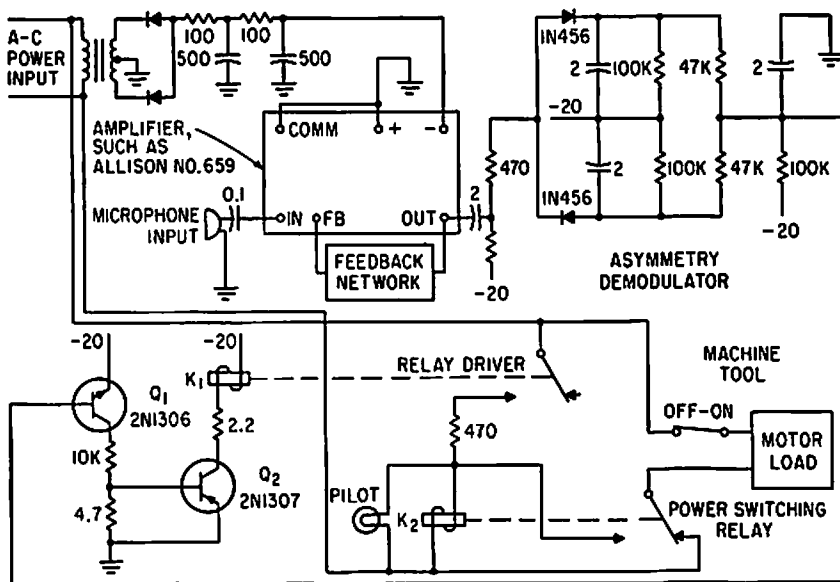 A-C
POWER
INPUT
100
100
500
500
1N456
2
100K
47K
2
-20
AMPLIFIER,
SUCH AS
ALLISON NO. 659
COMM
+
-
470
2
100K
47K
100K
1N456
0.1
MICROPHONE
INPUT
IN
FB
OUT
2
FEEDBACK
NETWORK
-20
-20
ASYMMETRY
DEMODULATOR
-20
-20
K1
RELAY DRIVER
MACHINE
TOOL
Q1
2N1306
2.2
OFF-ON
MOTOR
LOAD
470
10K
Q2
2N1307
4.7
PILOT
K2
POWER SWITCHING
RELAY